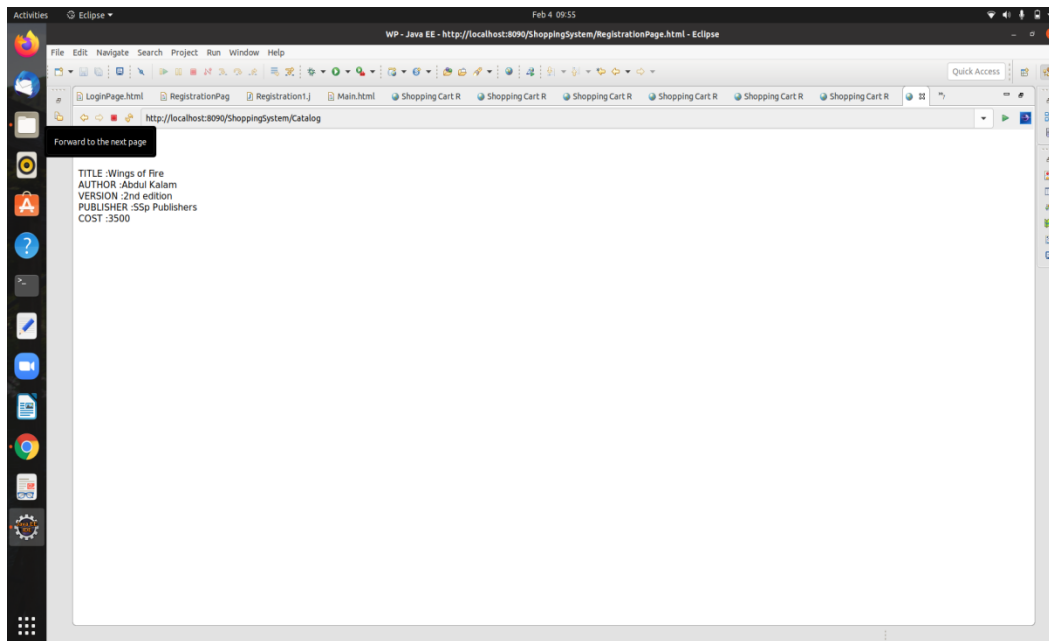 Activities Eclipse Feb 4 09:55
WP - Java EE - http://localhost:8090/ShoppingSystem/RegistrationPage.html - Eclipse
File Edit Navigate Search Project Run Window Help
Quick Access
LoginPage.html RegistrationPag Registration1.j Main.html Shopping Cart R Shopping Cart R Shopping Cart R Shopping Cart R Shopping Cart R Shopping Cart R
http://localhost:8090/ShoppingSystem/Catalog
Forward to the next page
TITLE :Wings of Fire
AUTHOR :Abdul Kalam
VERSION :2nd edition
PUBLISHER :SSp Publishers
COST :3500